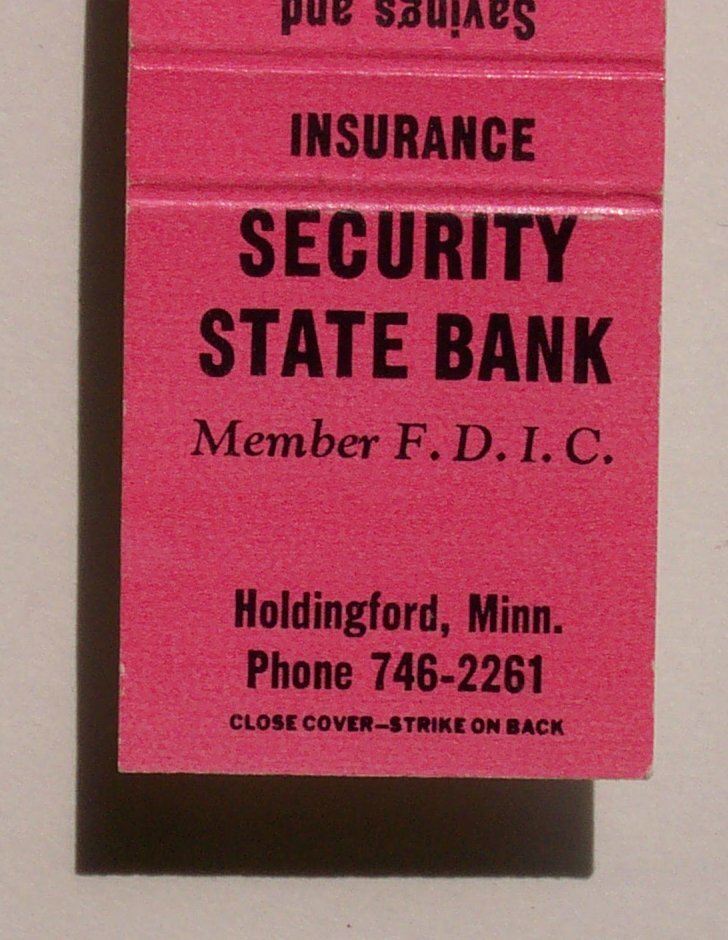 Savings and
INSURANCE
SECURITY
STATE BANK
Member F. D. I. C.
Holdingford, Minn.
Phone 746-2261
CLOSE COVER—STRIKE ON BACK